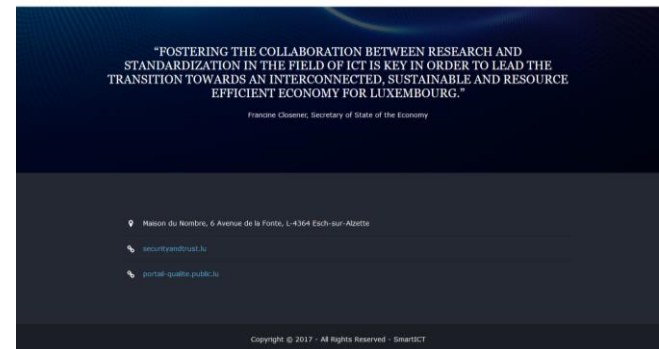 “FOSTERING THE COLLABORATION BETWEEN RESEARCH AND
STANDARDIZATION IN THE FIELD OF ICT IS KEY IN ORDER TO LEAD THE
TRANSITION TOWARDS AN INTERCONNECTED, SUSTAINABLE AND RESOURCE
EFFICIENT ECONOMY FOR LUXEMBOURG.”
Francine Closener, Secretary of State of the Economy
Maison du Nombre, 6 Avenue de la Fonte, L-4364 Esch-sur-Alzette
securityandtrust.lu
portail-qualite.public.lu
Copyright © 2017 - All Rights Reserved - SmartICT